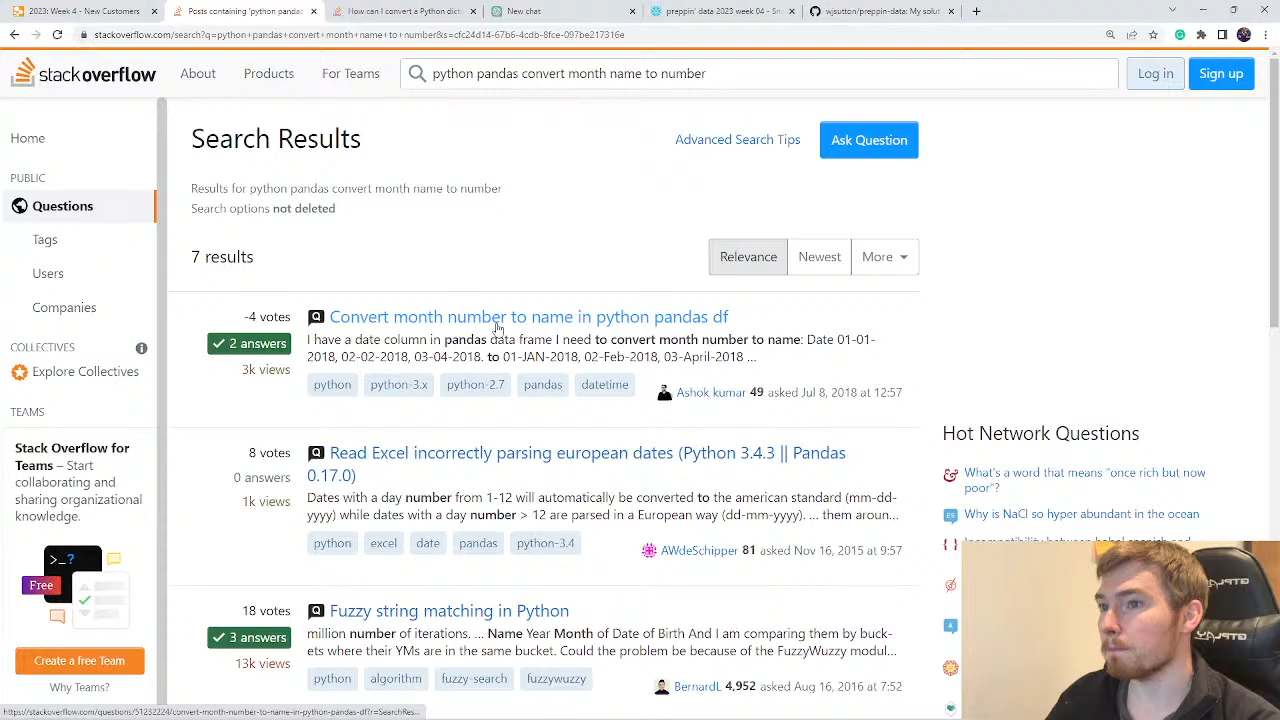 2023: Week 4 - New Customers
Posts containing 'python pandas
How can I convert a Python Dict
New chat
preppin' data 2023 week 04 - Sn
wjsutton/preppin-data: My solut
stackoverflow.com/search?q=python+pandas+convert+month+name+to+number&s=cfc24d14-67b6-4cdb-8fce-097be217316e
stackoverflow
About
Products
For Teams
python pandas convert month name to number
Log in
Sign up
Home
PUBLIC
Questions
Tags
Users
Companies
COLLECTIVES
Explore Collectives
TEAMS
Stack Overflow for
Teams – Start
collaborating and
sharing organizational
knowledge.
>_?
Free
Create a free Team
Why Teams?
Search Results
Advanced Search Tips
Ask Question
Results for python pandas convert month name to number
Search options not deleted
7 results
Relevance
Newest
More
-4 votes
2 answers
3k views
Convert month number to name in python pandas df
I have a date column in pandas data frame I need to convert month number to name: Date 01-01-
2018, 02-02-2018, 03-04-2018. to 01-JAN-2018, 02-Feb-2018, 03-April-2018 ...
python
python-3.x
python-2.7
pandas
datetime
Ashok kumar 49 asked Jul 8, 2018 at 12:57
8 votes
0 answers
1k views
Read Excel incorrectly parsing european dates (Python 3.4.3 || Pandas
0.17.0)
Dates with a day number from 1-12 will automatically be converted to the american standard (mm-dd-
yyyy) while dates with a day number > 12 are parsed in a European way (dd-mm-yyyy). ... them aroun...
python
excel
date
pandas
python-3.4
AWdeSchipper 81 asked Nov 16, 2015 at 9:57
18 votes
3 answers
13k views
Fuzzy string matching in Python
million number of iterations. ... Name Year Month of Date of Birth And I am comparing them by buck-
ets where their YMs are in the same bucket. Could the problem be because of the FuzzyWuzzy modul...
python
algorithm
fuzzy-search
fuzzywuzzy
BernardL 4,952 asked Aug 16, 2016 at 7:52
Hot Network Questions
What's a word that means "once rich but now
poor"?
Why is NaCl so hyper abundant in the ocean
GTPLAY
https://stackoverflow.com/questions/51232224/convert-month-number-to-name-in-python-pandas-df?r=SearchRes...